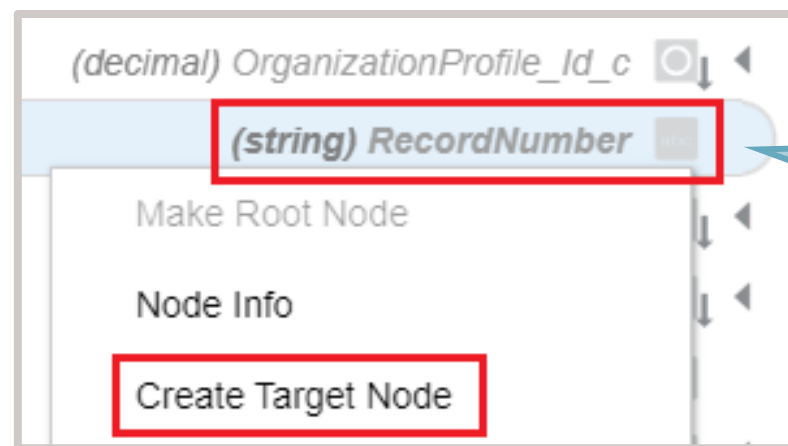 (decimal) OrganizationProfile_Id_c
(string) RecordNumber
Make Root Node
Node Info
Create Target Node